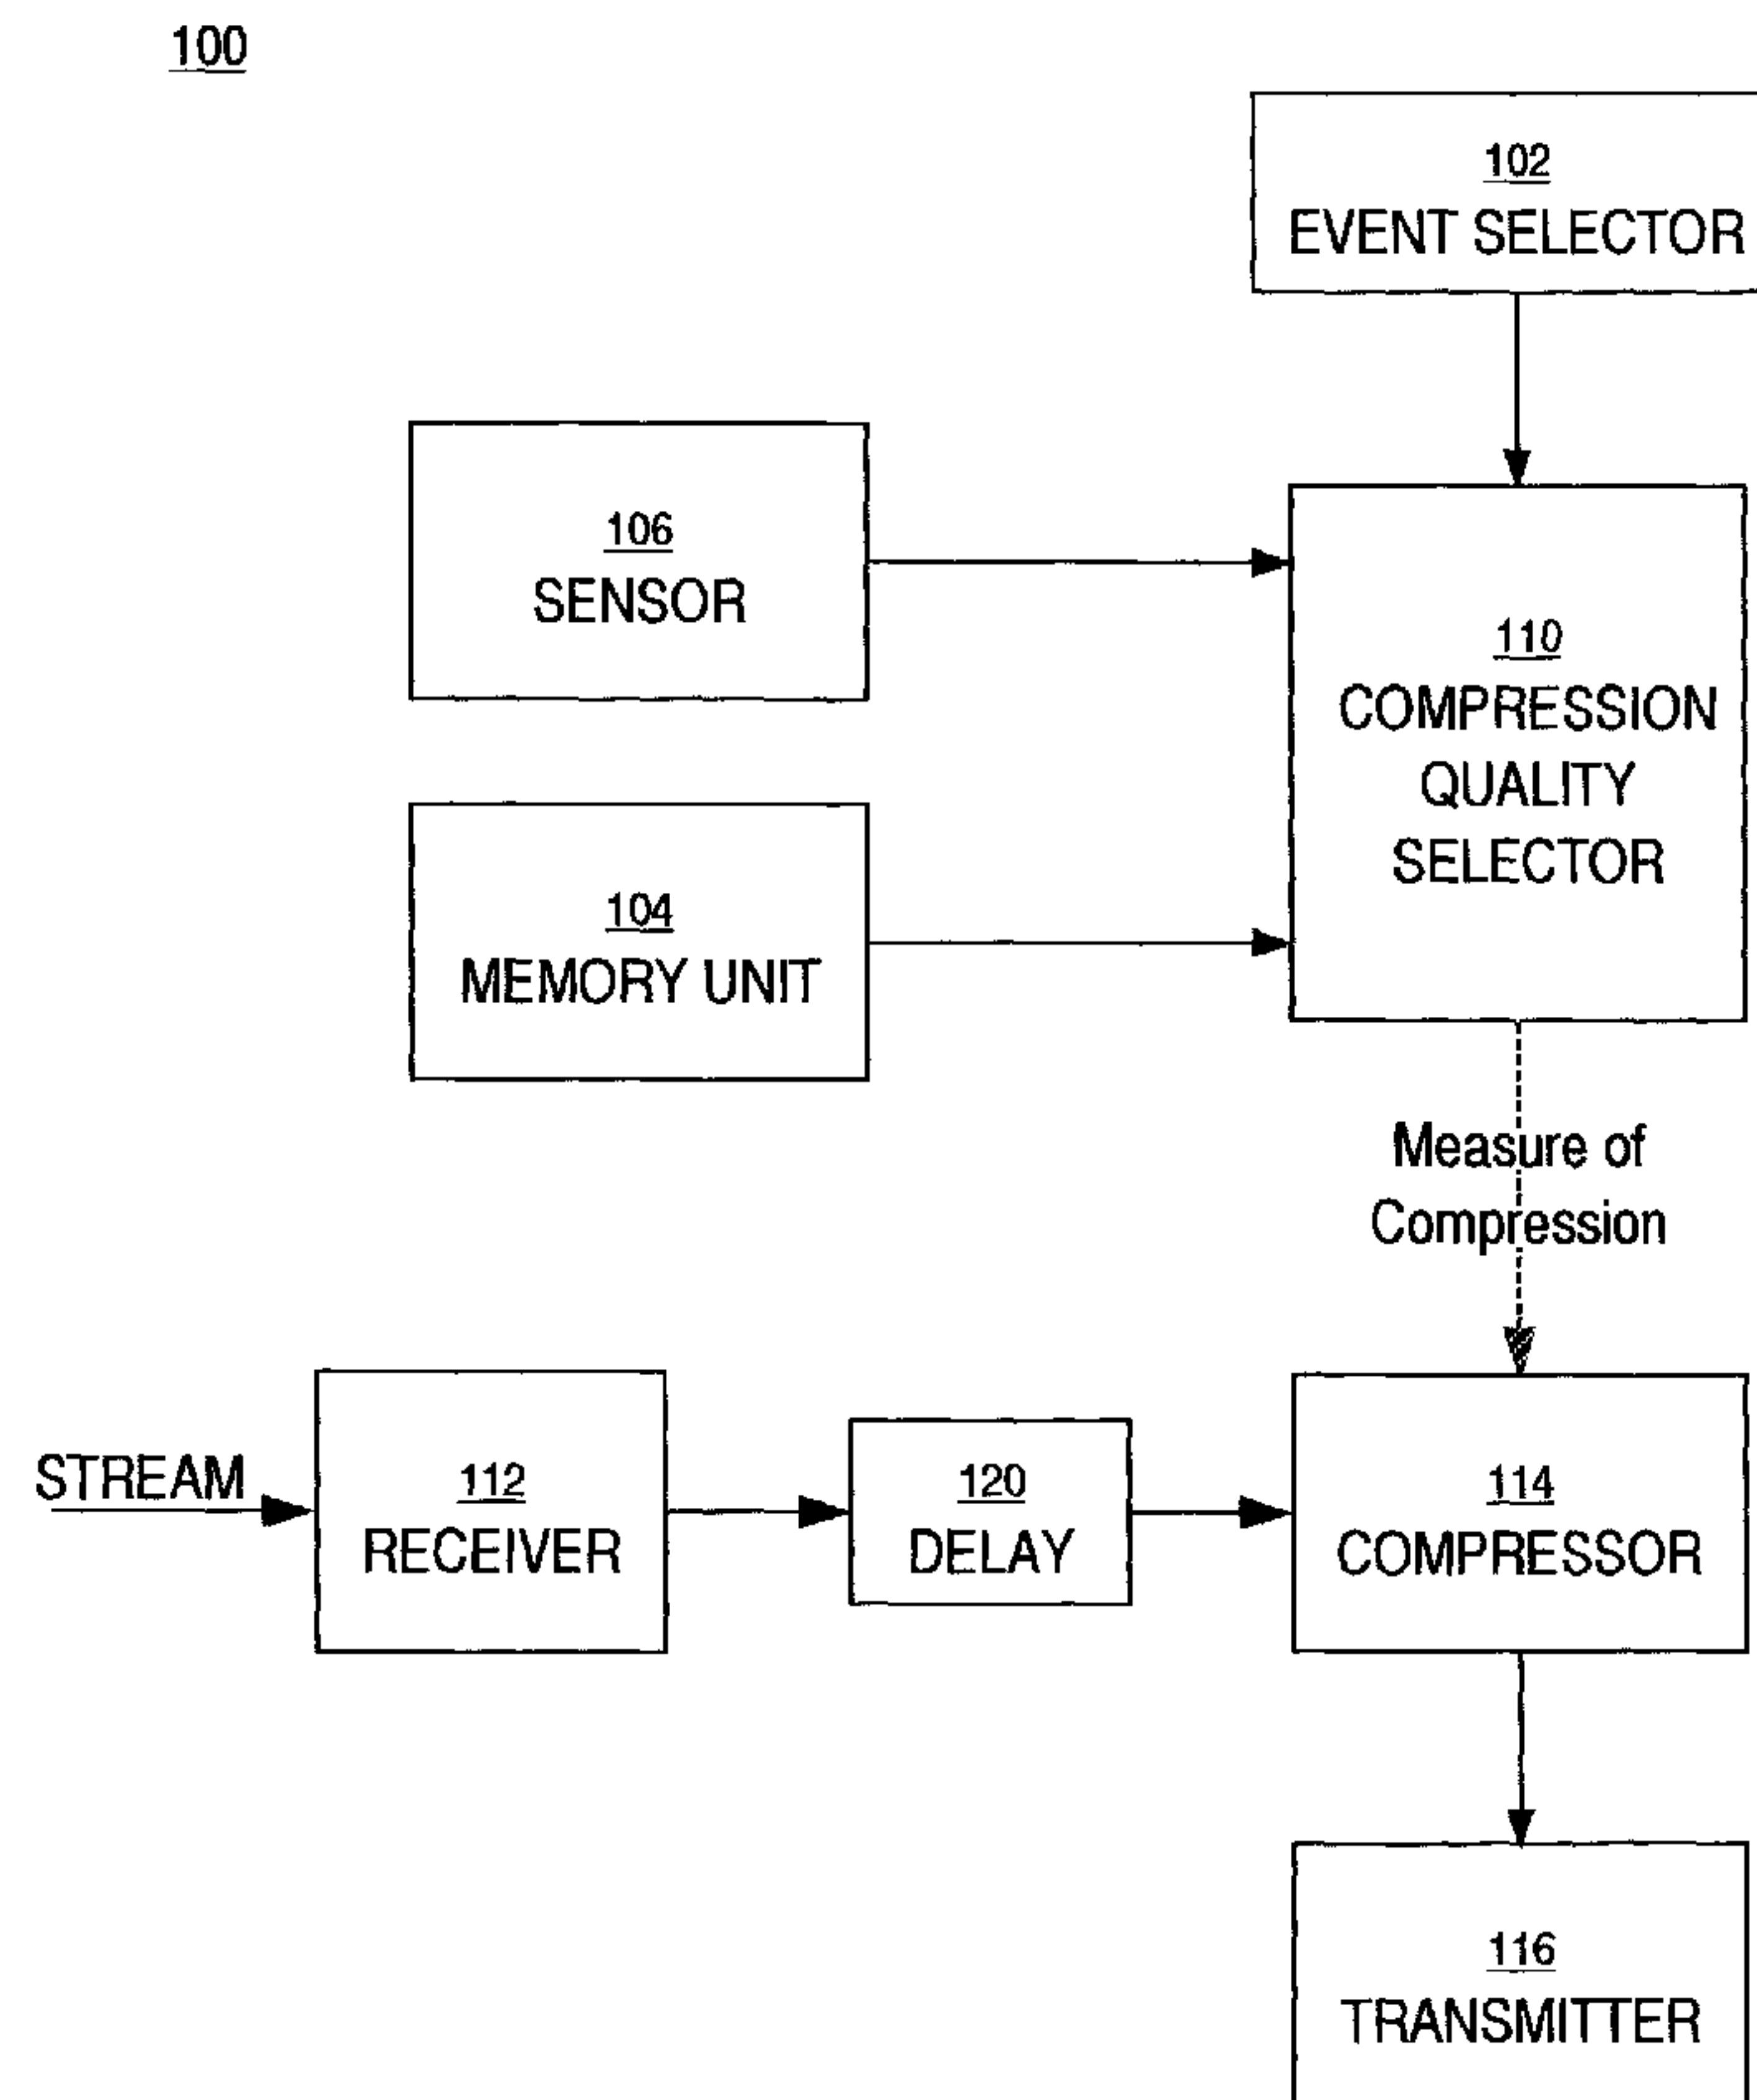 100
102
EVENT SELECTOR
106
SENSOR
110
COMPRESSION
QUALITY
SELECTOR
104
MEMORY UNIT
Measure of
Compression
STREAM
112
RECEIVER
120
DELAY
114
COMPRESSOR
116
TRANSMITTER